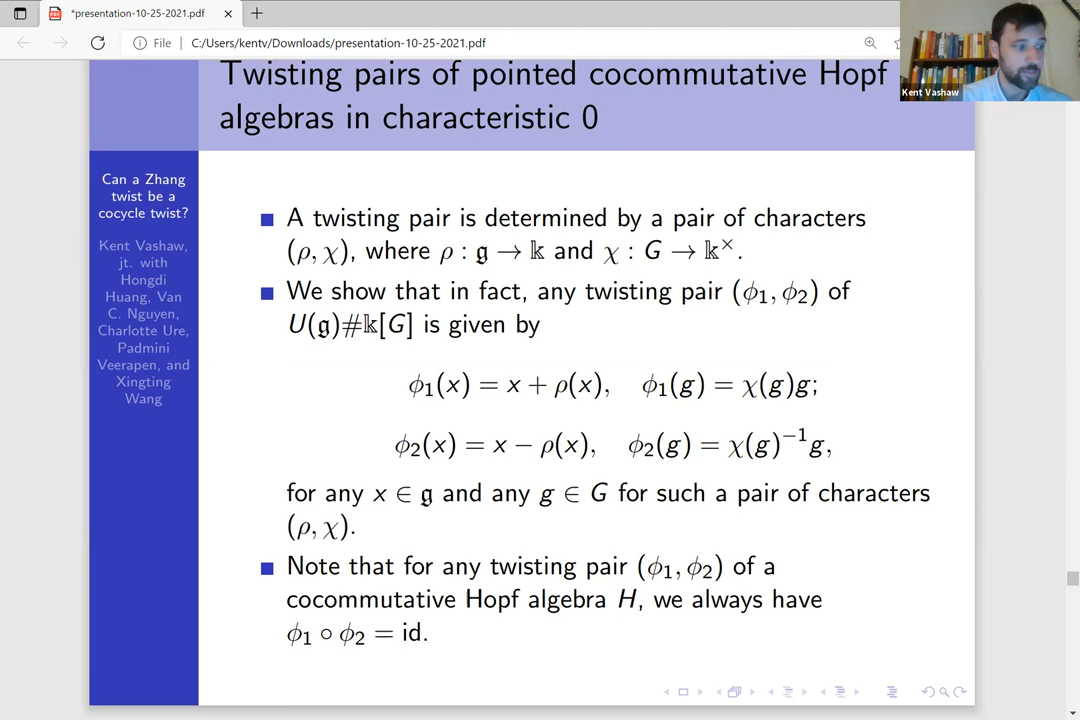 *presentation-10-25-2021.pdf
File | C:/Users/kentv/Downloads/presentation-10-25-2021.pdf
Kent Vashaw
Twisting pairs of pointed cocommutative Hopf
algebras in characteristic 0
Can a Zhang
twist be a
cocycle twist?
Kent Vashaw,
jt. with
Hongdi
Huang, Van
C. Nguyen,
Charlotte Ure,
Padmini
Veerapen, and
Xingting
Wang
A twisting pair is determined by a pair of characters
(ρ, χ), where ρ : 𝔤 → 𝕜 and χ : G → 𝕜^×.
We show that in fact, any twisting pair (ϕ₁, ϕ₂) of
U(𝔤)#𝕜[G] is given by
ϕ₁(x) = x + ρ(x), ϕ₁(g) = χ(g)g;
ϕ₂(x) = x − ρ(x), ϕ₂(g) = χ(g)⁻¹g,
for any x ∈ 𝔤 and any g ∈ G for such a pair of characters
(ρ, χ).
Note that for any twisting pair (ϕ₁, ϕ₂) of a
cocommutative Hopf algebra H, we always have
ϕ₁ ∘ ϕ₂ = id.